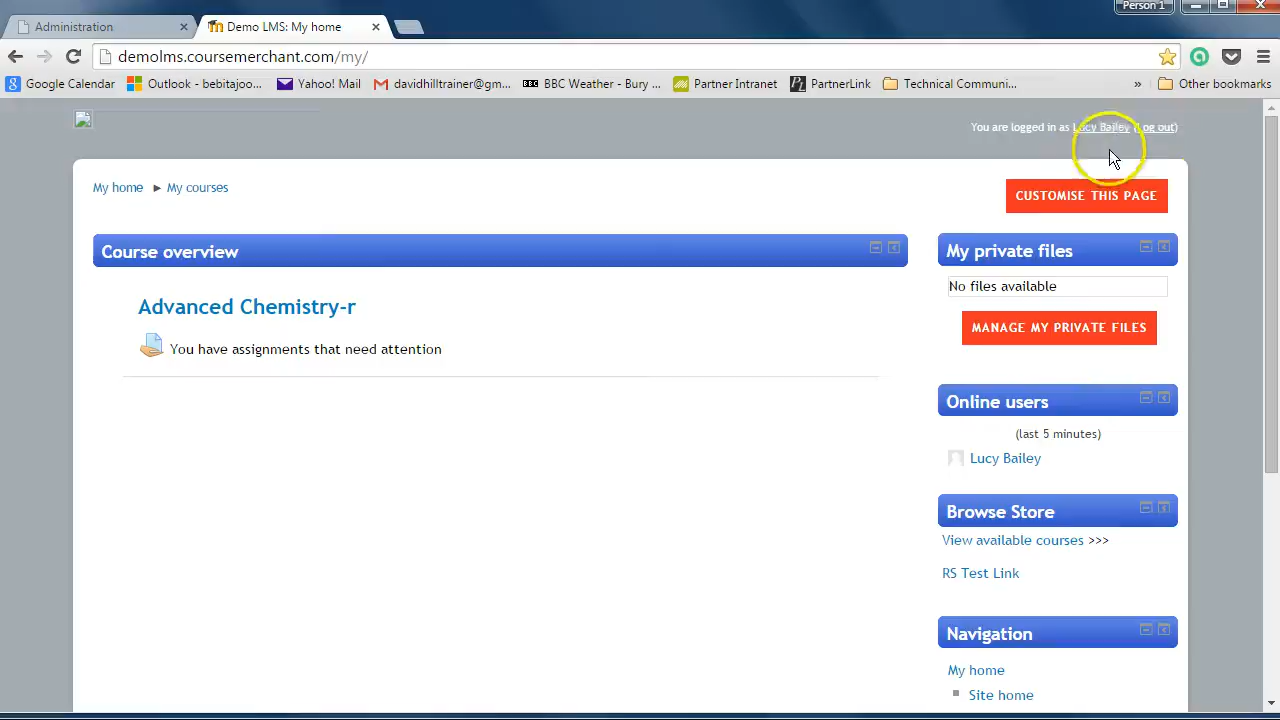 Person 1
Administration
Demo LMS: My home
demolms.coursemerchant.com/my/
Google Calendar
Outlook - bebitajoo...
Yahoo! Mail
davidhilltrainer@gm...
BBC Weather - Bury ...
Partner Intranet
PartnerLink
Technical Communi...
»
Other bookmarks
You are logged in as Lucy Bailey (Log out)
My home ► My courses
CUSTOMISE THIS PAGE
Course overview
My private files
No files available
MANAGE MY PRIVATE FILES
Advanced Chemistry-r
You have assignments that need attention
Online users
(last 5 minutes)
Lucy Bailey
Browse Store
View available courses >>>
RS Test Link
Navigation
My home
Site home